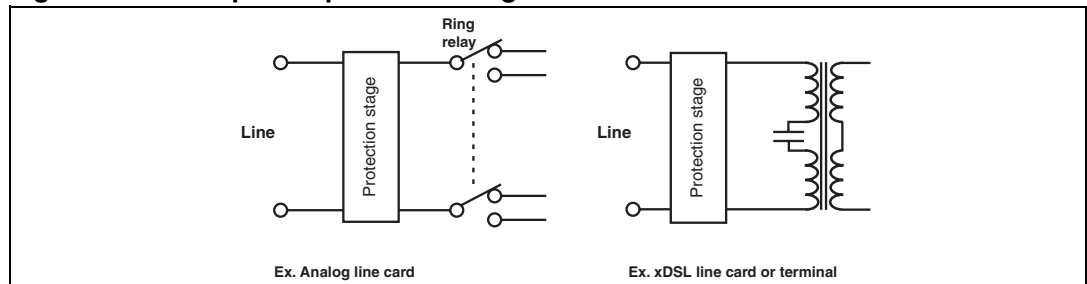 Ring
relay
Line
Protection stage
Line
Protection stage
Ex. Analog line card
Ex. xDSL line card or terminal